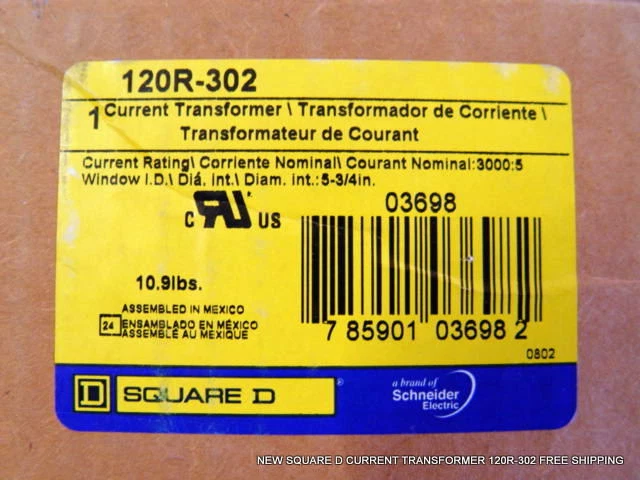 120R-302
1 Current Transformer \ Transformador de Corriente \
Transformateur de Courant
Current Rating\ Corriente Nominal\ Courant Nominal:3000:5
Window I.D.\ Diá. int.\ Diam. int.:5-3/4in.
03698
C RU US
10.9lbs.
ASSEMBLED IN MEXICO
24 ENSAMBLADO EN MÉXICO
ASSEMBLÉ AU MEXIQUE
7 85901 03698 2
0802
D SQUARE D ®
a brand of
Schneider
Electric
NEW SQUARE D CURRENT TRANSFORMER 120R-302 FREE SHIPPING